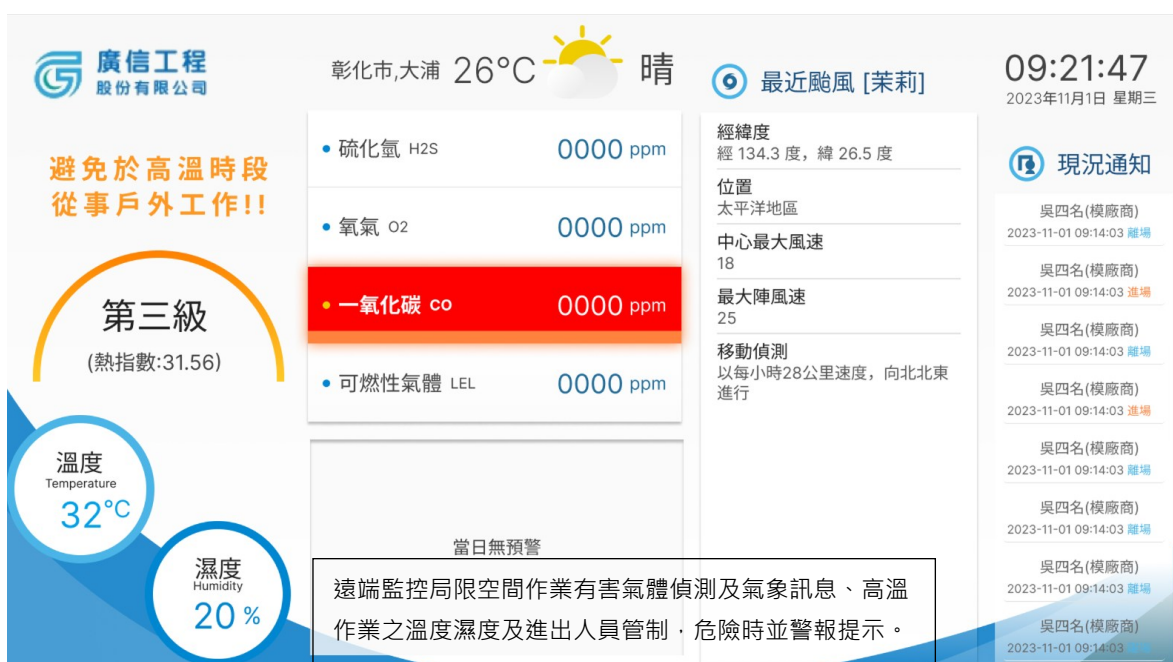 廣信工程
股份有限公司
避免於高溫時段
從事戶外工作!!
第三級
(熱指數:31.56)
溫度
Temperature
32°C
濕度
Humidity
20 %
彰化市,大浦 26°C 晴
硫化氫 H2S 0000 ppm
氧氣 O2 0000 ppm
一氧化碳 CO 0000 ppm
可燃性氣體 LEL 0000 ppm
當日無預警
遠端監控局限空間作業有害氣體偵測及氣象訊息、高溫
作業之溫度濕度及進出人員管制，危險時並警報提示。
最近颱風 [茉莉]
經緯度
經 134.3 度，緯 26.5 度
位置
太平洋地區
中心最大風速
18
最大陣風速
25
移動偵測
以每小時28公里速度，向北北東
進行
09:21:47
2023年11月1日 星期三
現況通知
吳四名(模廠商)
2023-11-01 09:14:03 離場
吳四名(模廠商)
2023-11-01 09:14:03 進場
吳四名(模廠商)
2023-11-01 09:14:03 離場
吳四名(模廠商)
2023-11-01 09:14:03 進場
吳四名(模廠商)
2023-11-01 09:14:03 離場
吳四名(模廠商)
2023-11-01 09:14:03 離場
吳四名(模廠商)
2023-11-01 09:14:03 離場
吳四名(模廠商)
2023-11-01 09:14:03